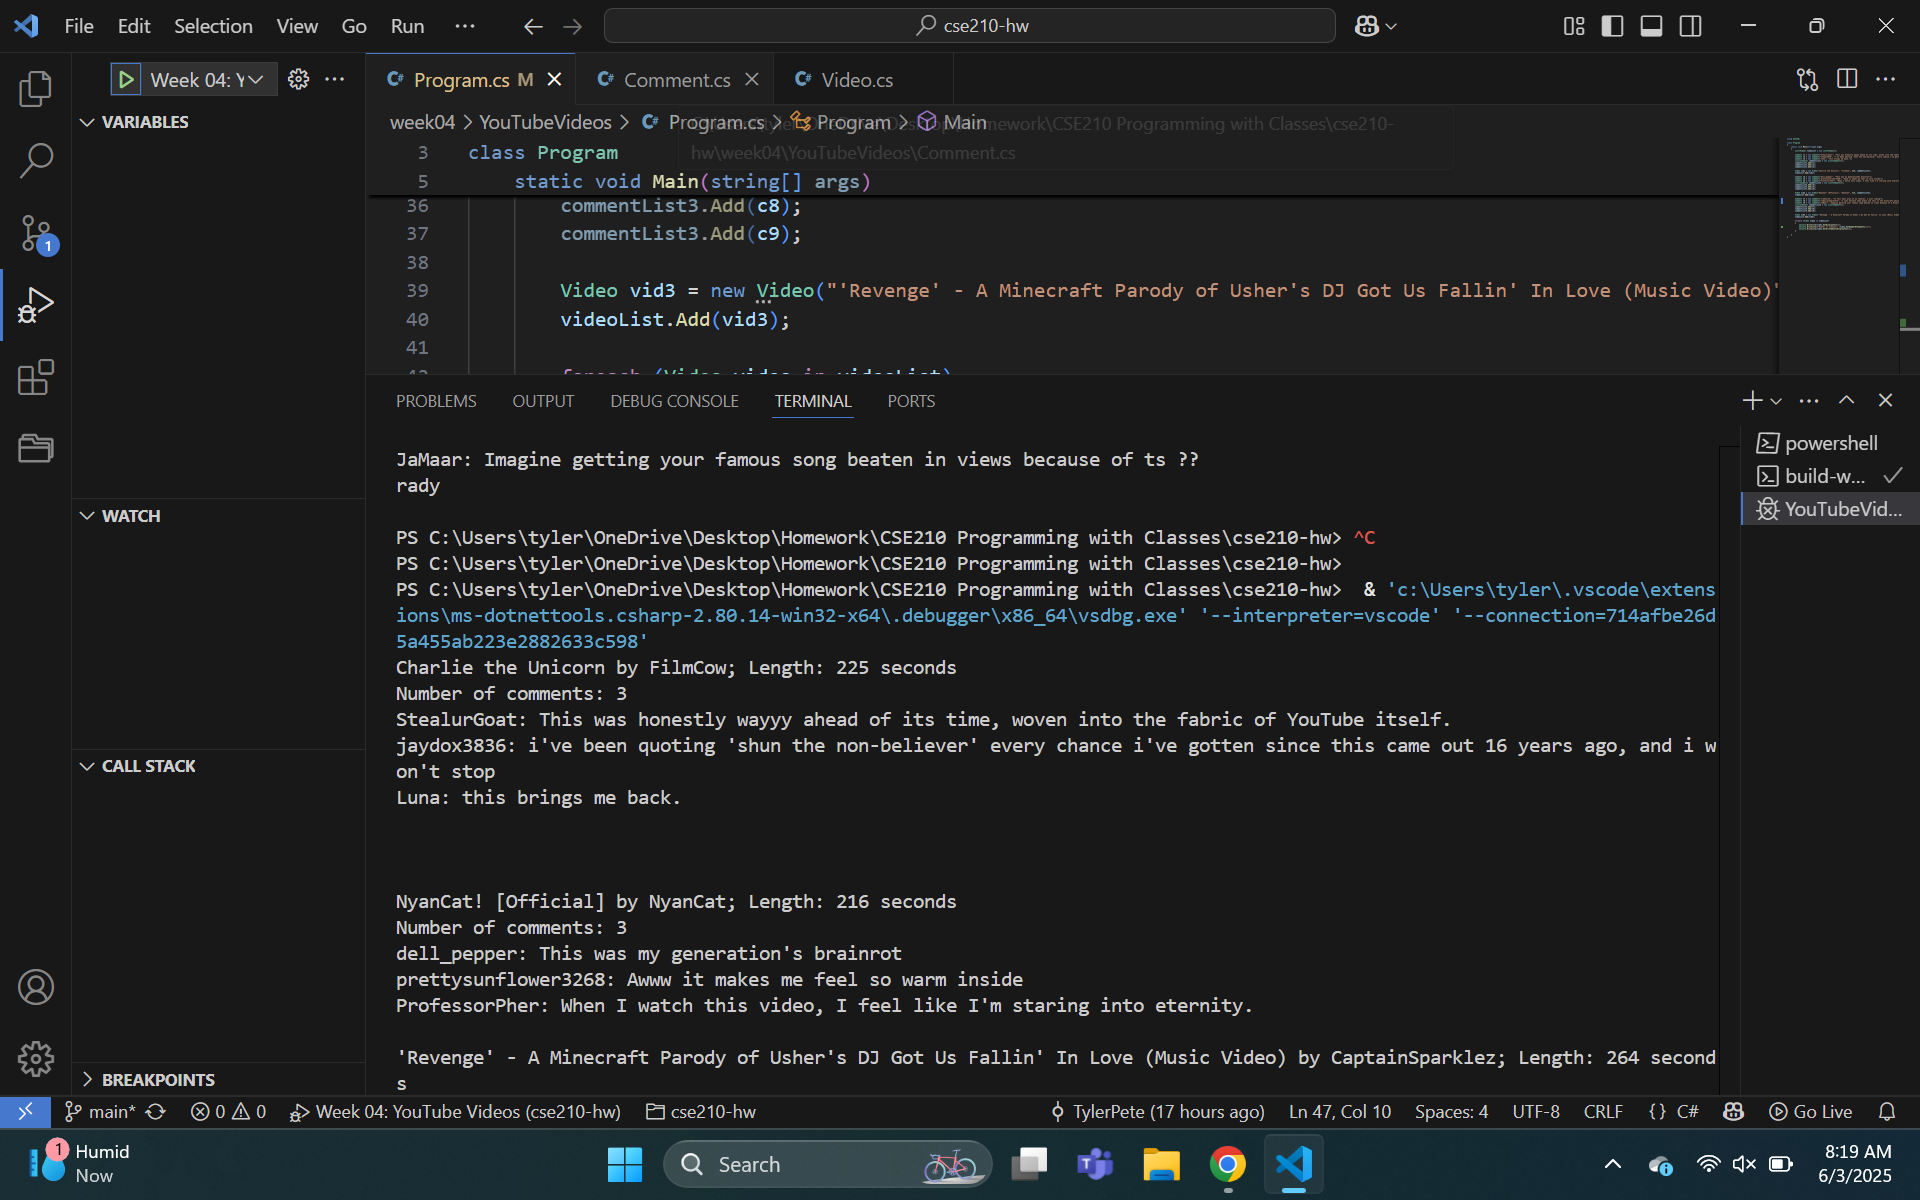 File Edit Selection View Go Run ··· cse210-hw
Week 04: Y
Program.cs M Comment.cs Video.cs
VARIABLES
week04 > YouTubeVideos > Program.cs > Program > Main
hw\week04\YouTubeVideos\Comment.cs
3 class Program
5 static void Main(string[] args)
36 commentList3.Add(c8);
37 commentList3.Add(c9);
38
39 Video vid3 = new Video("'Revenge' - A Minecraft Parody of Usher's DJ Got Us Fallin' In Love (Music Video)"
40 videoList.Add(vid3);
41
PROBLEMS OUTPUT DEBUG CONSOLE TERMINAL PORTS
powershell
build-w...
YouTubeVid...
JaMaar: Imagine getting your famous song beaten in views because of ts ??
rady
PS C:\Users\tyler\OneDrive\Desktop\Homework\CSE210 Programming with Classes\cse210-hw> ^C
PS C:\Users\tyler\OneDrive\Desktop\Homework\CSE210 Programming with Classes\cse210-hw>
PS C:\Users\tyler\OneDrive\Desktop\Homework\CSE210 Programming with Classes\cse210-hw> & 'c:\Users\tyler\.vscode\extens
ions\ms-dotnettools.csharp-2.80.14-win32-x64\.debugger\x86_64\vsdbg.exe' '--interpreter=vscode' '--connection=714afbe26d
5a455ab223e2882633c598'
Charlie the Unicorn by FilmCow; Length: 225 seconds
Number of comments: 3
StealurGoat: This was honestly wayyy ahead of its time, woven into the fabric of YouTube itself.
jaydox3836: i've been quoting 'shun the non-believer' every chance i've gotten since this came out 16 years ago, and i w
on't stop
Luna: this brings me back.
NyanCat! [Official] by NyanCat; Length: 216 seconds
Number of comments: 3
dell_pepper: This was my generation's brainrot
prettysunflower3268: Awww it makes me feel so warm inside
ProfessorPher: When I watch this video, I feel like I'm staring into eternity.
'Revenge' - A Minecraft Parody of Usher's DJ Got Us Fallin' In Love (Music Video) by CaptainSparklez; Length: 264 second
s
WATCH
CALL STACK
BREAKPOINTS
1
main* 0 0 Week 04: YouTube Videos (cse210-hw) cse210-hw TylerPete (17 hours ago) Ln 47, Col 10 Spaces: 4 UTF-8 CRLF {} C# Go Live
1 Humid
Now
Search
8:19 AM
6/3/2025